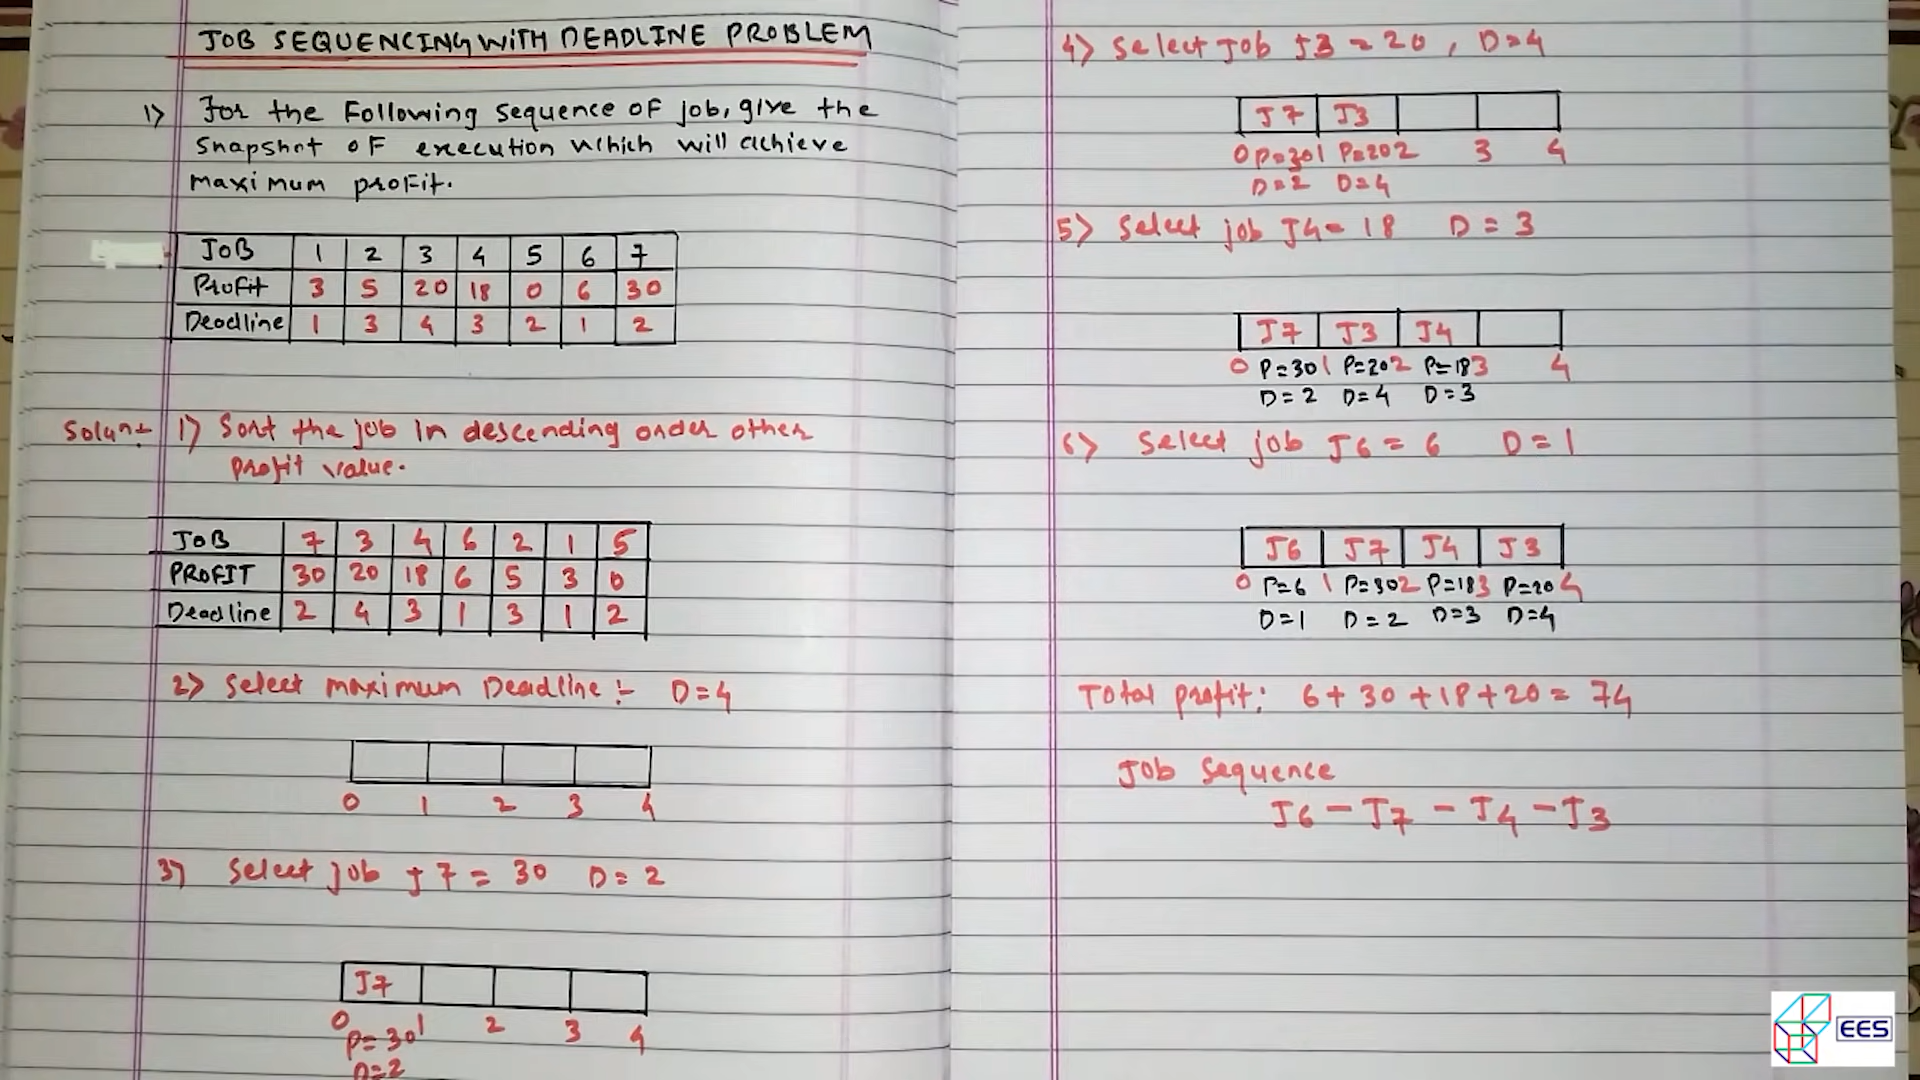 JOB SEQUENCING WITH DEADLINE PROBLEM
1) For the Following sequence of job, give the
snapshot of execution which will achieve
maximum profit.
JOB 1 2 3 4 5 6 7
Profit 3 5 20 18 0 6 30
Deadline 1 3 4 3 2 1 2
Soln:- 1) Sort the job in descending order other
profit value.
JOB 7 3 4 6 2 1 5
PROFIT 30 20 18 6 5 3 0
Deadline 2 4 3 1 3 1 2
2) Select maximum Deadline :- D=4
0 1 2 3 4
3) Select job J7 = 30 D = 2
J7
0 1 2 3 4
P=30
D=2
4) Select job J3 = 20, D=4
J7 J3
0 P=30 1 P=20 2 3 4
D=2 D=4
5) Select job J4 = 18 D = 3
J7 J3 J4
0 P=30 1 P=20 2 P=18 3 4
D=2 D=4 D=3
6) Select job J6 = 6 D = 1
J6 J7 J4 J3
0 P=6 1 P=30 2 P=18 3 P=20 4
D=1 D=2 D=3 D=4
Total profit: 6+30+18+20 = 74
Job sequence
J6 - J7 - J4 - J3
EES